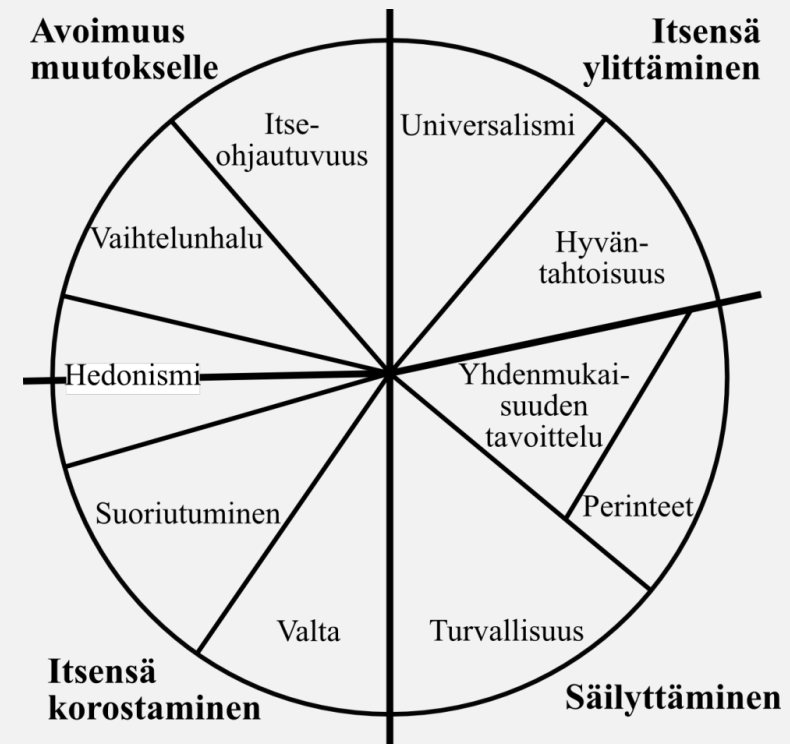 Avoimuus
muutokselle
Itsensä
ylittäminen
Itse-
ohjautuvuus
Universalismi
Vaihtelunhalu
Hyvän-
tahtoisuus
Hedonismi
Yhdenmukai-
suuden
tavoittelu
Suoriutuminen
Perinteet
Valta
Turvallisuus
Itsensä
korostaminen
Säilyttäminen